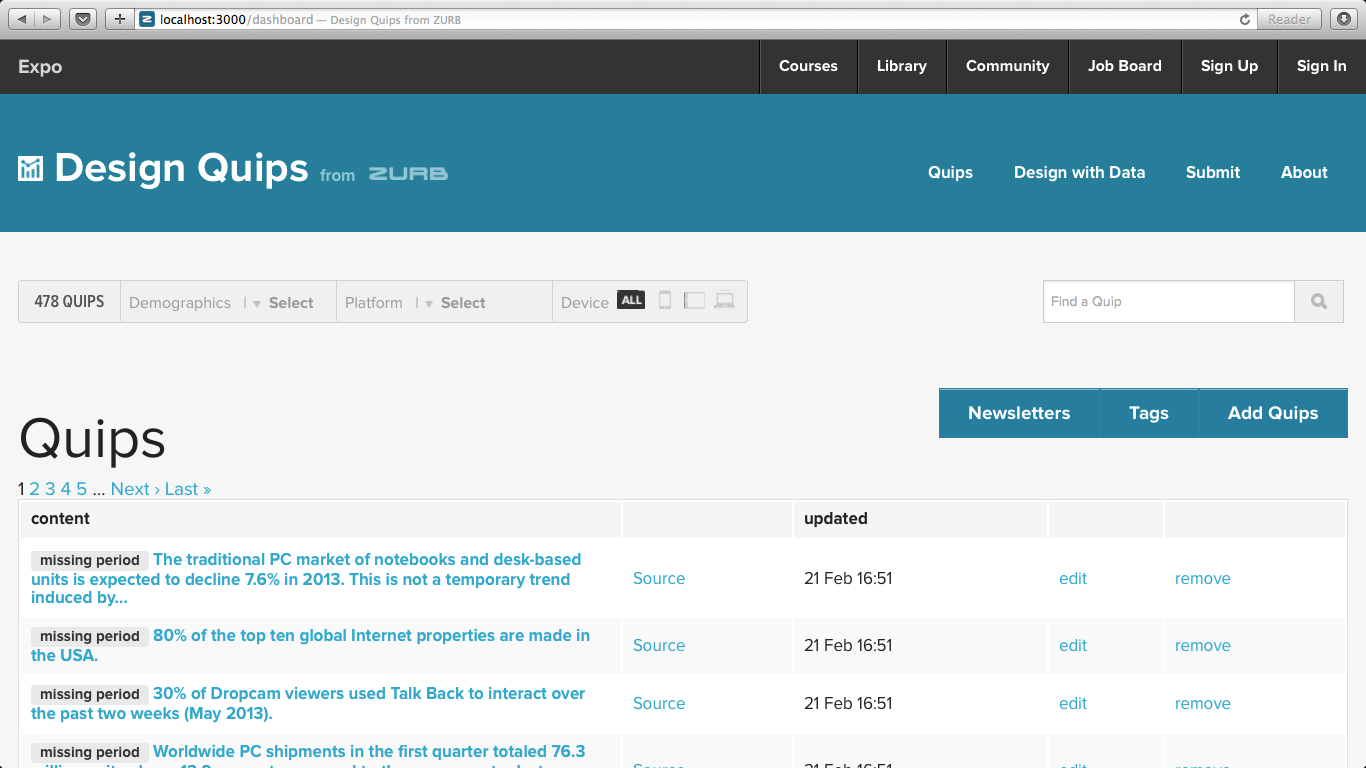 localhost:3000/dashboard — Design Quips from ZURB
Reader
Expo
Courses
Library
Community
Job Board
Sign Up
Sign In
Design Quips from ZURB
Quips
Design with Data
Submit
About
478 QUIPS
Demographics
Select
Platform
Select
Device
ALL
Find a Quip
Newsletters
Tags
Add Quips
Quips
1 2 3 4 5 … Next › Last »
content
updated
missing period The traditional PC market of notebooks and desk-based
units is expected to decline 7.6% in 2013. This is not a temporary trend
induced by...
Source
21 Feb 16:51
edit
remove
missing period 80% of the top ten global Internet properties are made in
the USA.
Source
21 Feb 16:51
edit
remove
missing period 30% of Dropcam viewers used Talk Back to interact over
the past two weeks (May 2013).
Source
21 Feb 16:51
edit
remove
missing period Worldwide PC shipments in the first quarter totaled 76.3